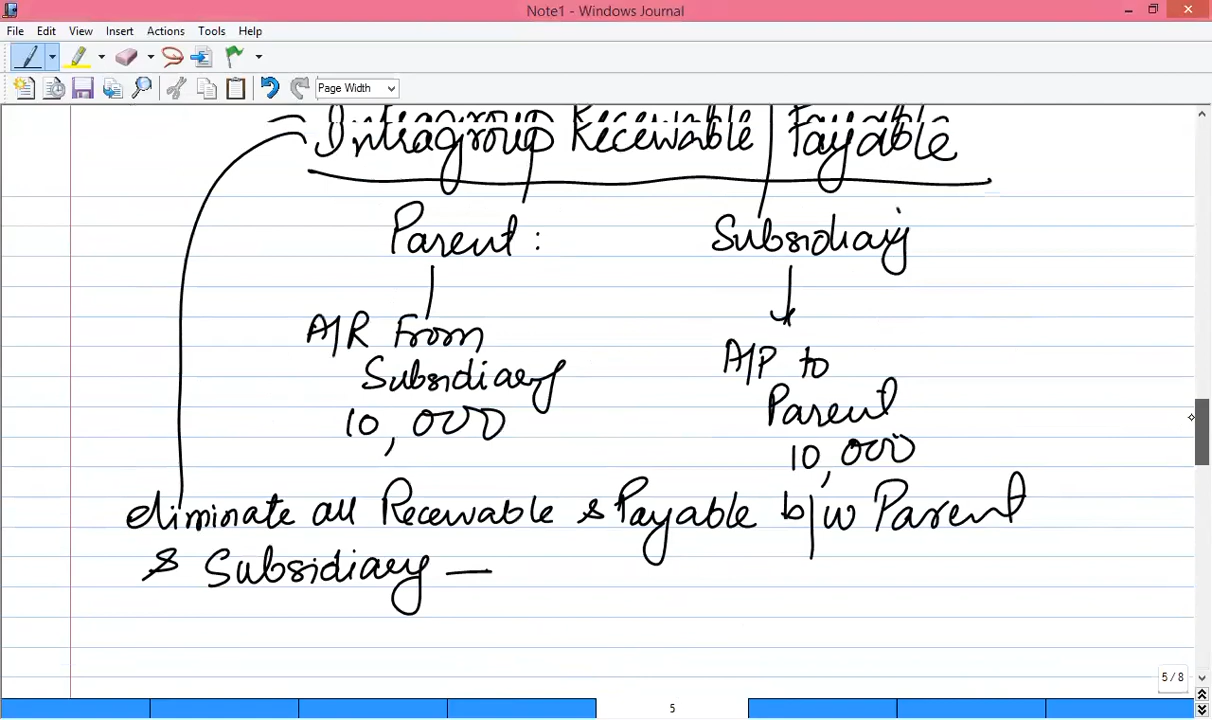 Note1 - Windows Journal
File Edit View Insert Actions Tools Help
Page Width
Intragroup Receivable Payable
Parent : Subsidiary
A/R From
Subsidiary
10,000
A/P to
Parent
10,000
eliminate all Receivable & Payable b/w Parent
& Subsidiary —
5 / 8
5